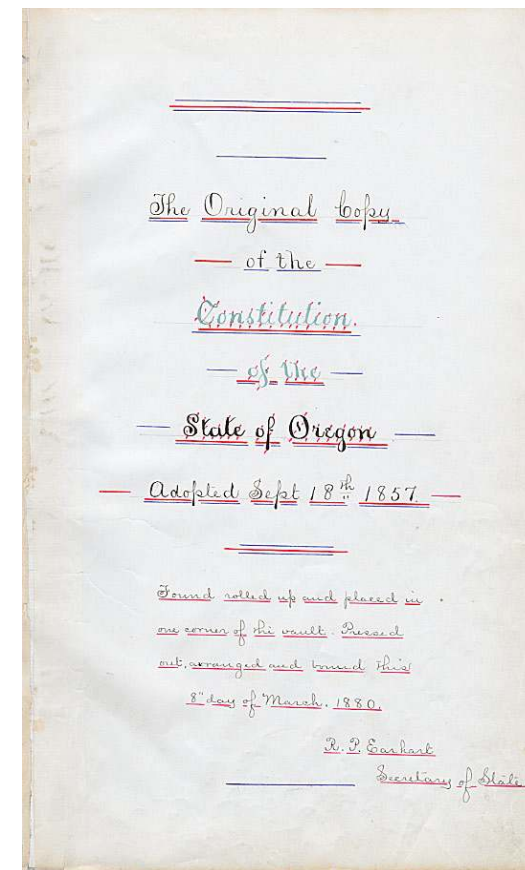 The Original Copy
of the
Constitution.
of the
State of Oregon
Adopted Sept 18th 1857.
Found rolled up and placed in
one corner of the vault. Pressed
out, arranged and bound this
8" day of March. 1880.
R. P. Earhart
Secretary of State